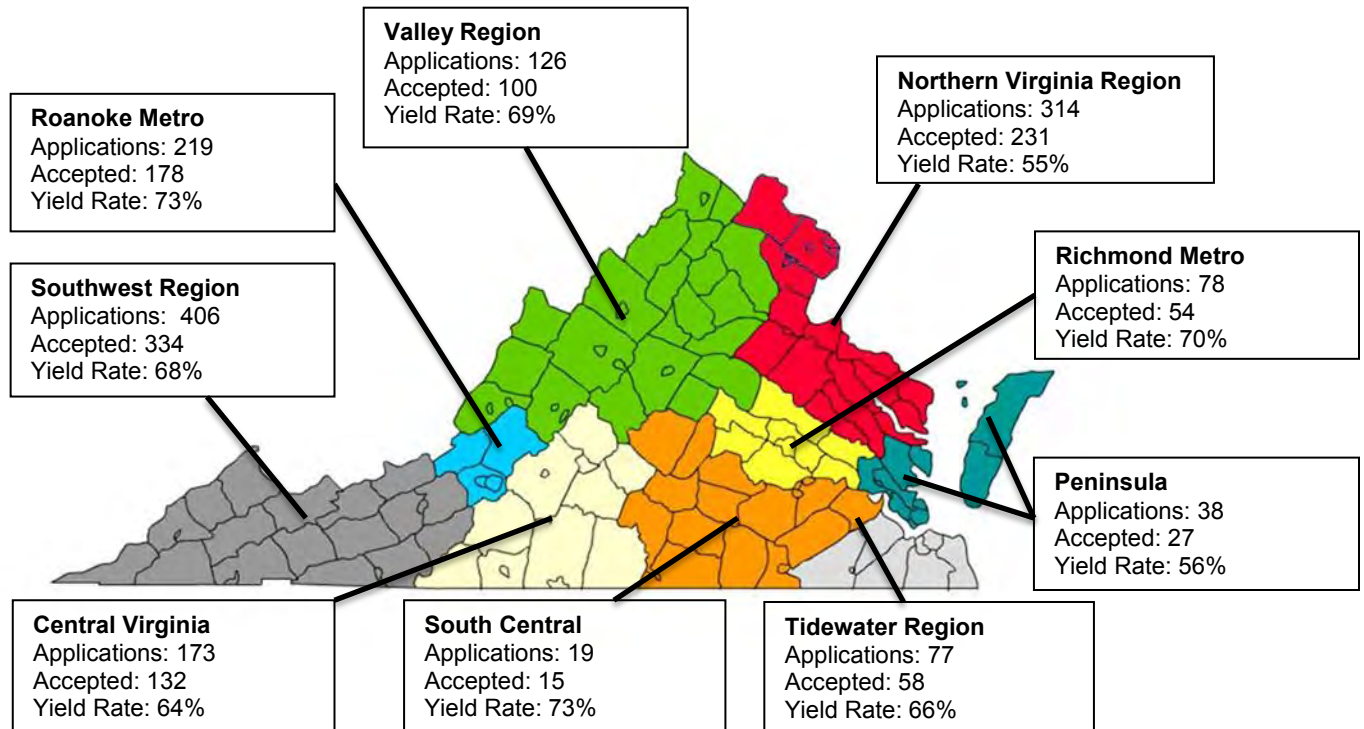 Valley Region
Applications: 126
Accepted: 100
Yield Rate: 69%
Northern Virginia Region
Applications: 314
Accepted: 231
Yield Rate: 55%
Roanoke Metro
Applications: 219
Accepted: 178
Yield Rate: 73%
Richmond Metro
Applications: 78
Accepted: 54
Yield Rate: 70%
Southwest Region
Applications: 406
Accepted: 334
Yield Rate: 68%
Peninsula
Applications: 38
Accepted: 27
Yield Rate: 56%
Central Virginia
Applications: 173
Accepted: 132
Yield Rate: 64%
South Central
Applications: 19
Accepted: 15
Yield Rate: 73%
Tidewater Region
Applications: 77
Accepted: 58
Yield Rate: 66%